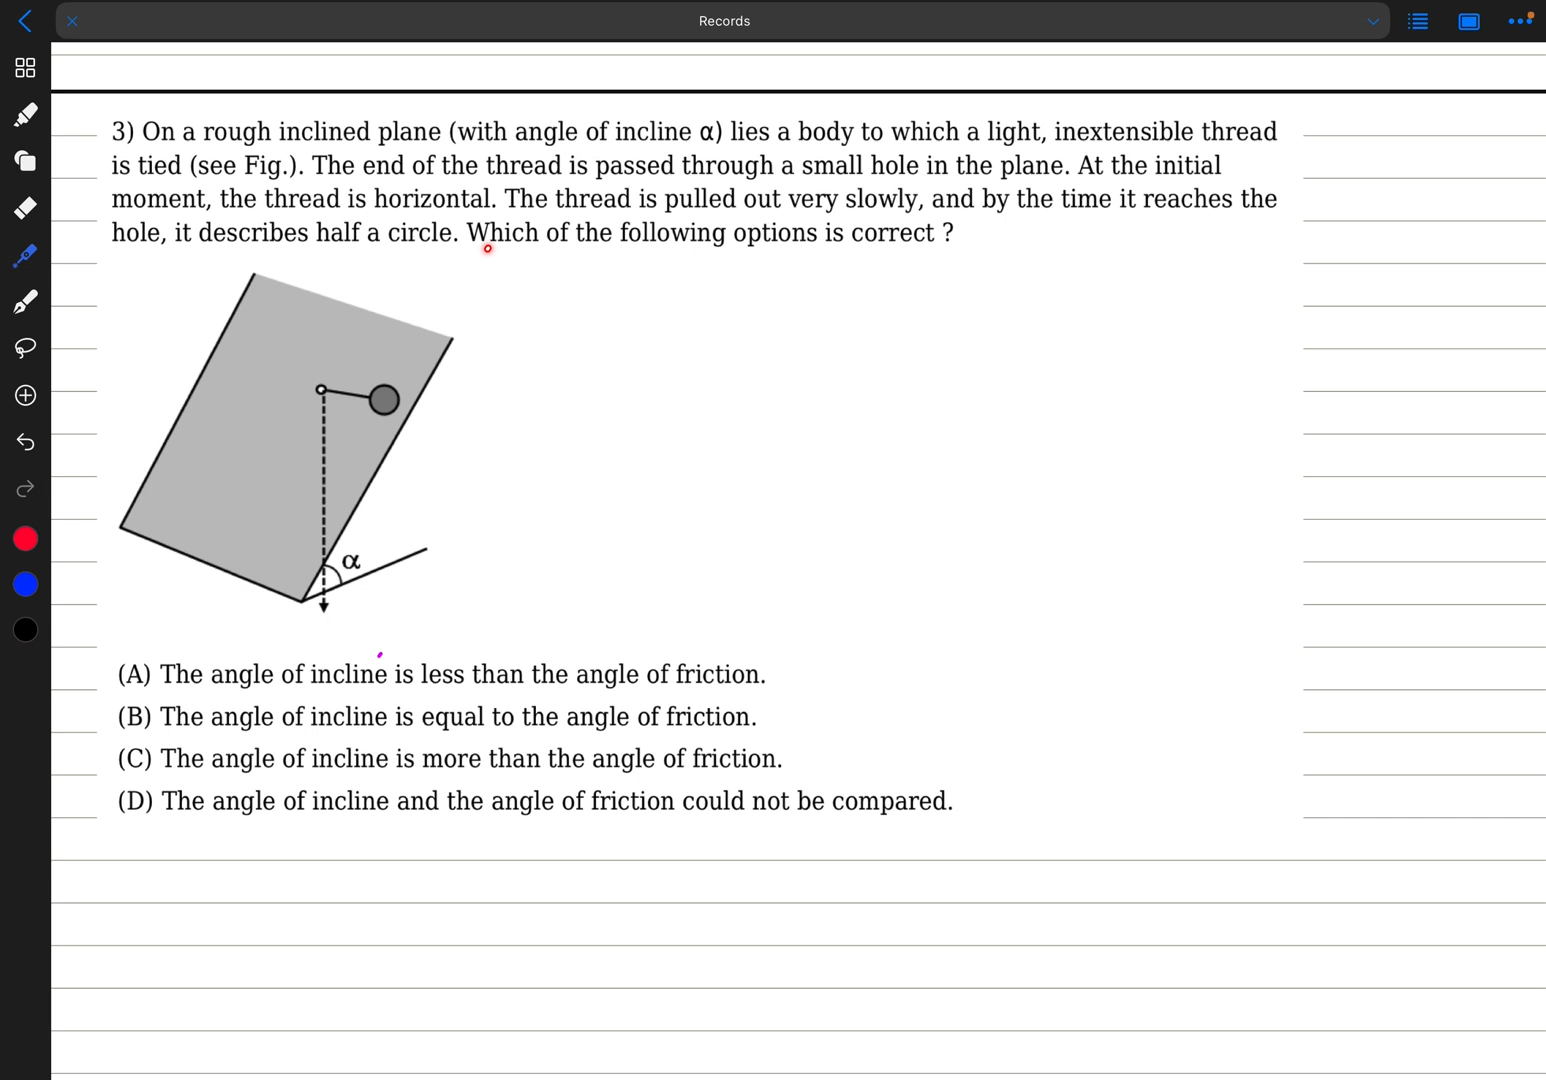 Records
3) On a rough inclined plane (with angle of incline α) lies a body to which a light, inextensible thread
is tied (see Fig.). The end of the thread is passed through a small hole in the plane. At the initial
moment, the thread is horizontal. The thread is pulled out very slowly, and by the time it reaches the
hole, it describes half a circle. Which of the following options is correct ?
α
(A) The angle of incline is less than the angle of friction.
(B) The angle of incline is equal to the angle of friction.
(C) The angle of incline is more than the angle of friction.
(D) The angle of incline and the angle of friction could not be compared.